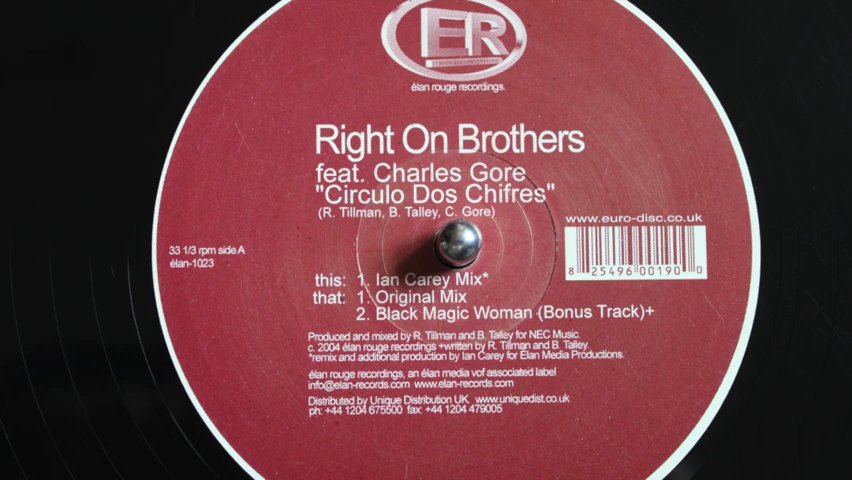 ER
élan rouge recordings.
Right On Brothers
feat. Charles Gore
"Circulo Dos Chifres"
(R. Tillman, B. Talley, C. Gore)
www.euro-disc.co.uk
8 25496 00190 0
33 1/3 rpm side A
élan-1023
this: 1. Ian Carey Mix*
that: 1. Original Mix
2. Black Magic Woman (Bonus Track)+
Produced and mixed by R. Tillman and B. Talley for NEC Music.
c. 2004 élan rouge recordings +written by R. Tillman and B. Talley.
*remix and additional production by Ian Carey for Elan Media Productions.
élan rouge recordings, an élan media vof associated label
info@elan-records.com www.elan-records.com
Distributed by Unique Distribution UK. www.uniquedist.co.uk
ph: +44 1204 675500 fax: +44 1204 479005